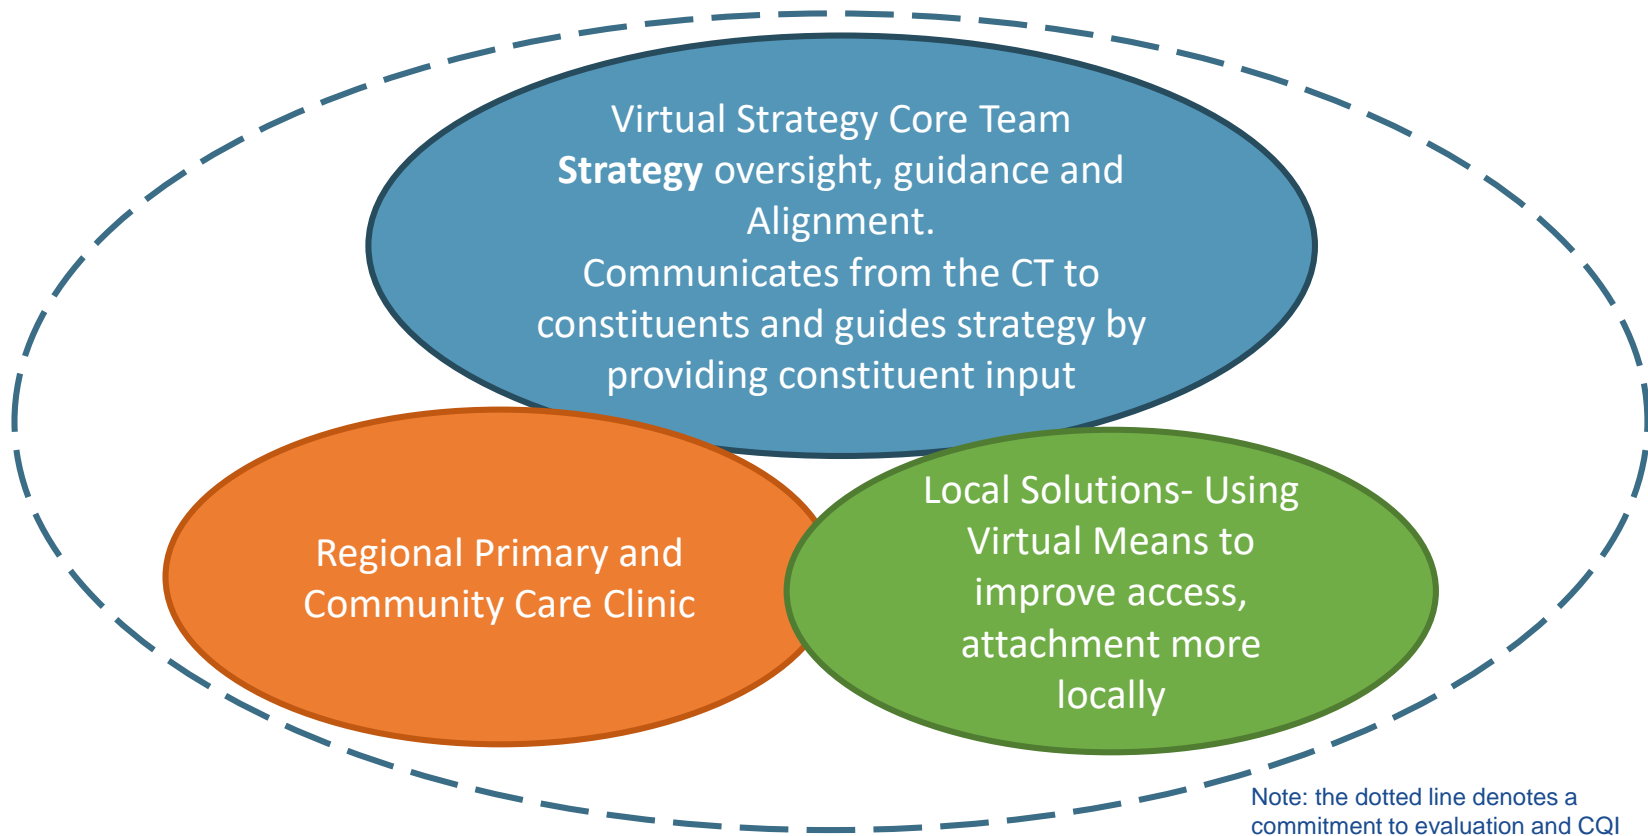 Virtual Strategy Core Team
Strategy oversight, guidance and
Alignment.
Communicates from the CT to
constituents and guides strategy by
providing constituent input
Regional Primary and
Community Care Clinic
Local Solutions- Using
Virtual Means to
improve access,
attachment more
locally
Note: the dotted line denotes a
commitment to evaluation and CQI